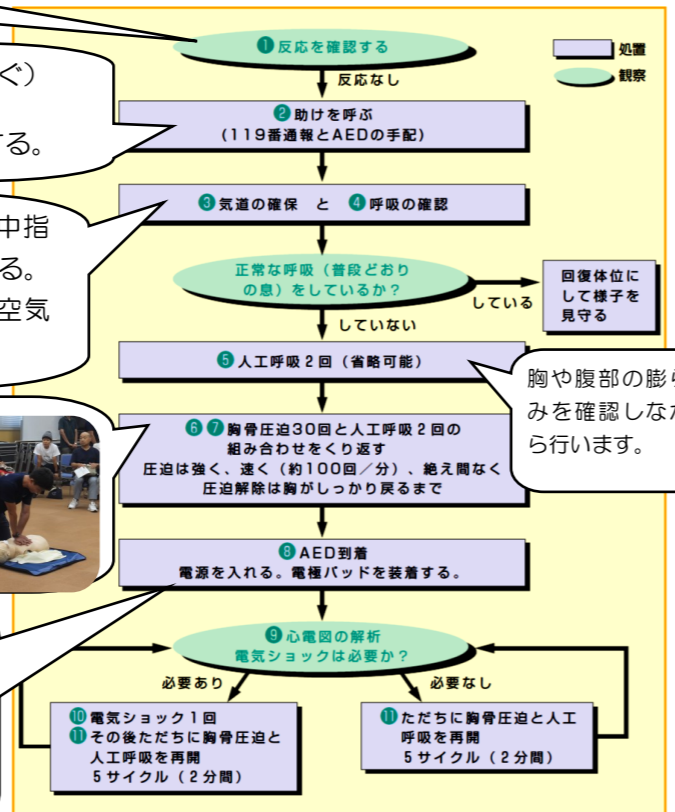 ❶反応を確認する
処置
観察
反応なし
ぐ）
する。
❷助けを呼ぶ
（119番通報とAEDの手配）
❸気道の確保 と ❹呼吸の確認
中指
る。
空気
正常な呼吸（普段どおり
の息）をしているか？
している
回復体位に
して様子を
見守る
していない
❺人工呼吸２回（省略可能）
胸や腹部の膨ら
みを確認しなが
ら行います。
❻❼胸骨圧迫30回と人工呼吸２回の
組み合わせをくり返す
圧迫は強く、速く（約100回／分）、絶え間なく
圧迫解除は胸がしっかり戻るまで
❽AED到着
電源を入れる。電極パッドを装着する。
❾心電図の解析
電気ショックは必要か？
必要あり
必要なし
❿電気ショック１回
⓫その後ただちに胸骨圧迫と
人工呼吸を再開
５サイクル（２分間）
⓫ただちに胸骨圧迫と人工
呼吸を再開
５サイクル（２分間）